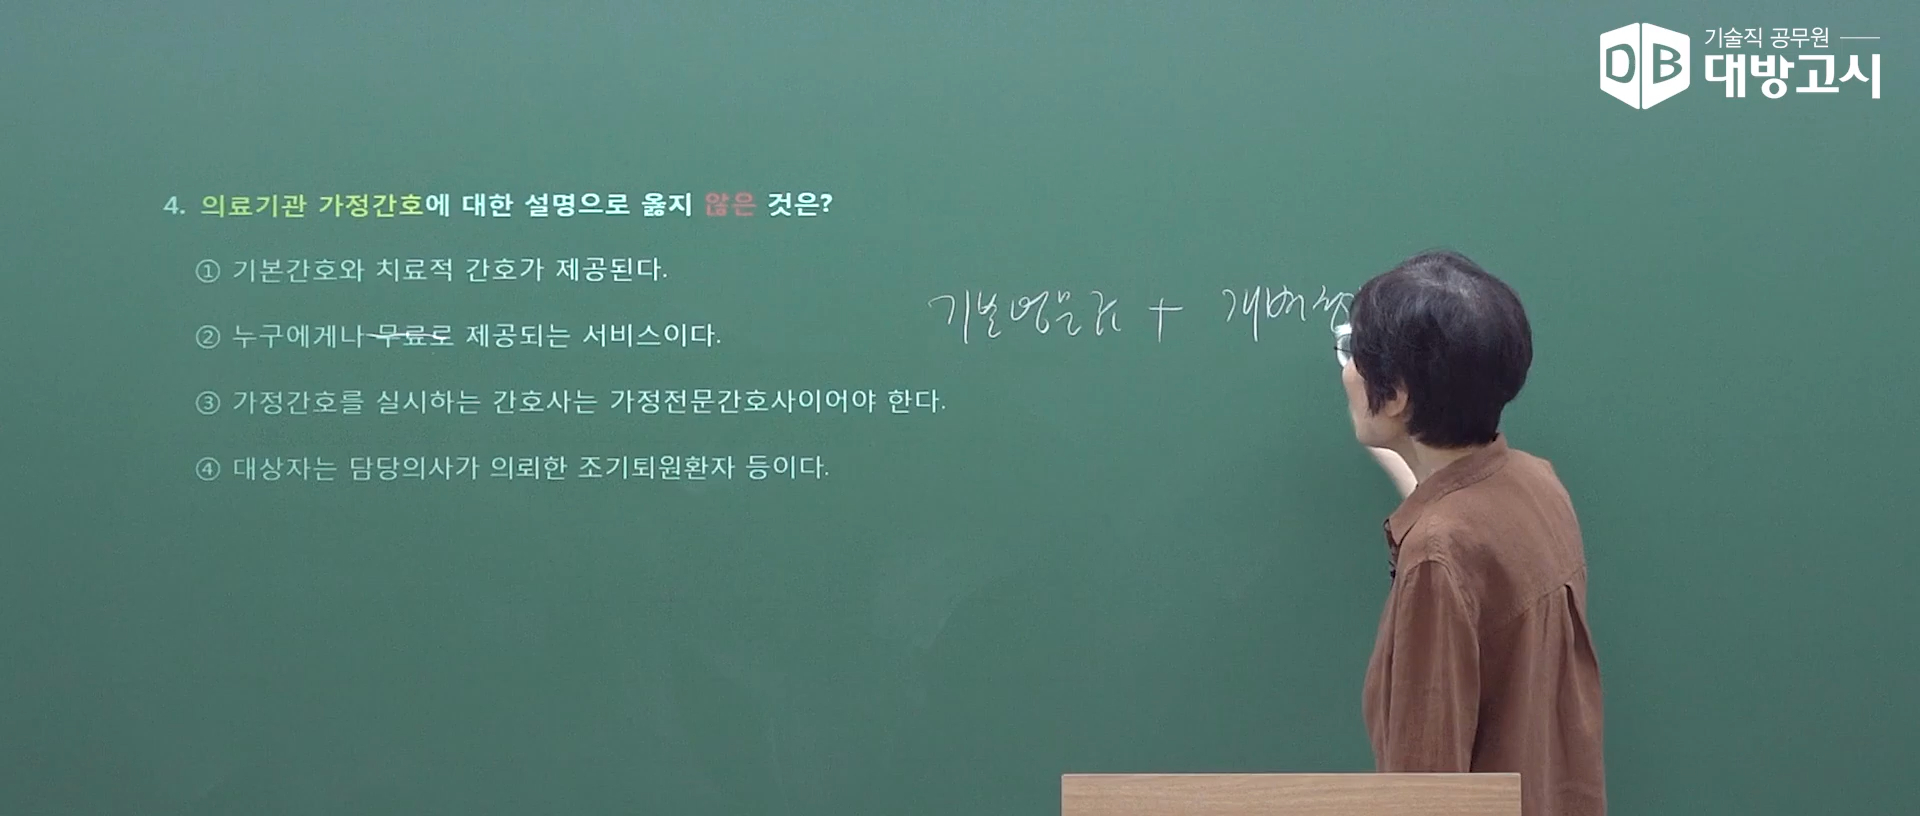 기술직 공무원
대방고시
DB
4. 의료기관 가정간호에 대한 설명으로 옳지 않은 것은?
① 기본간호와 치료적 간호가 제공된다.
② 누구에게나 무료로 제공되는 서비스이다.
③ 가정간호를 실시하는 간호사는 가정전문간호사이어야 한다.
④ 대상자는 담당의사가 의뢰한 조기퇴원환자 등이다.
기본방문료 +